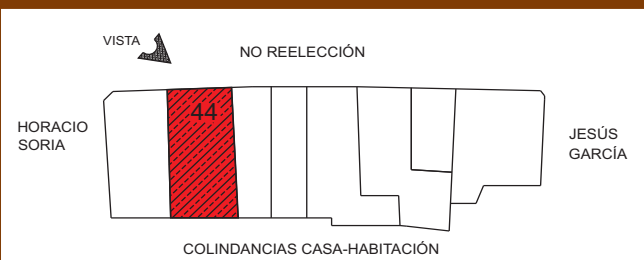 VISTA
NO REELECCIÓN
44
HORACIO
SORIA
JESÚS
GARCÍA
COLINDANCIAS CASA-HABITACIÓN